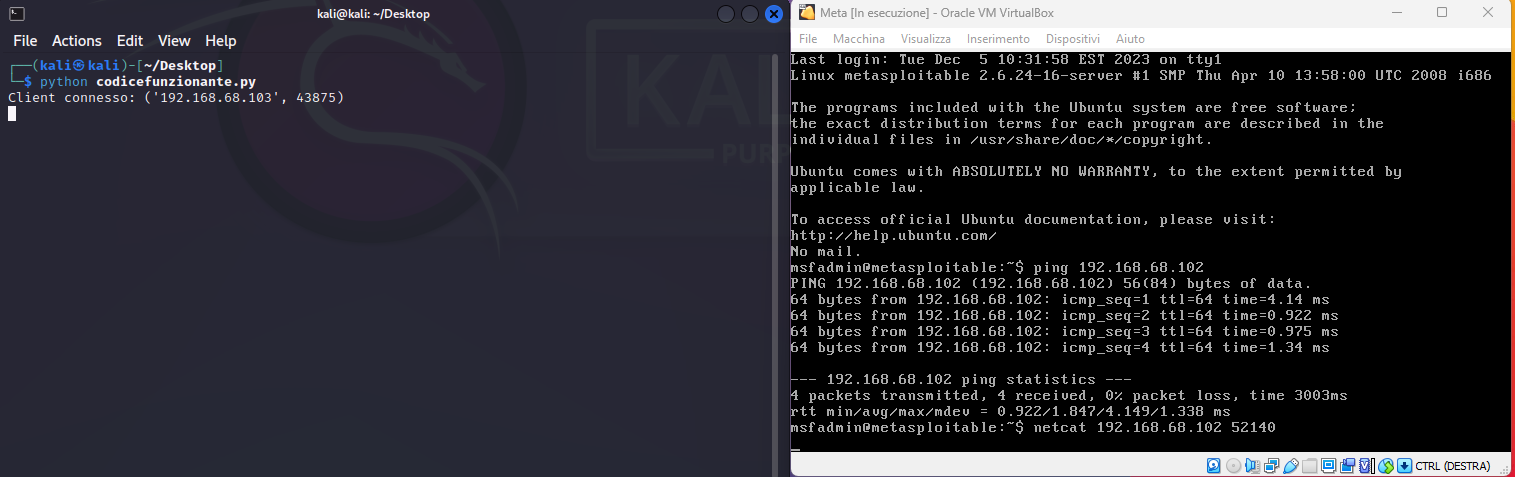 kali@kali: ~/Desktop
File Actions Edit View Help
┌──(kali㉿kali)-[~/Desktop]
└─$ python codicefunzionante.py
Client connesso: ('192.168.68.103', 43875)
KAL
PURP
Meta [In esecuzione] - Oracle VM VirtualBox
File Macchina Visualizza Inserimento Dispositivi Aiuto
Last login: Tue Dec  5 10:31:58 EST 2023 on tty1
Linux metasploitable 2.6.24-16-server #1 SMP Thu Apr 10 13:58:00 UTC 2008 i686
The programs included with the Ubuntu system are free software;
the exact distribution terms for each program are described in the
individual files in /usr/share/doc/*/copyright.
Ubuntu comes with ABSOLUTELY NO WARRANTY, to the extent permitted by
applicable law.
To access official Ubuntu documentation, please visit:
http://help.ubuntu.com/
No mail.
msfadmin@metasploitable:~$ ping 192.168.68.102
PING 192.168.68.102 (192.168.68.102) 56(84) bytes of data.
64 bytes from 192.168.68.102: icmp_seq=1 ttl=64 time=4.14 ms
64 bytes from 192.168.68.102: icmp_seq=2 ttl=64 time=0.922 ms
64 bytes from 192.168.68.102: icmp_seq=3 ttl=64 time=0.975 ms
64 bytes from 192.168.68.102: icmp_seq=4 ttl=64 time=1.34 ms
--- 192.168.68.102 ping statistics ---
4 packets transmitted, 4 received, 0% packet loss, time 3003ms
rtt min/avg/max/mdev = 0.922/1.847/4.149/1.338 ms
msfadmin@metasploitable:~$ netcat 192.168.68.102 52140
CTRL (DESTRA)